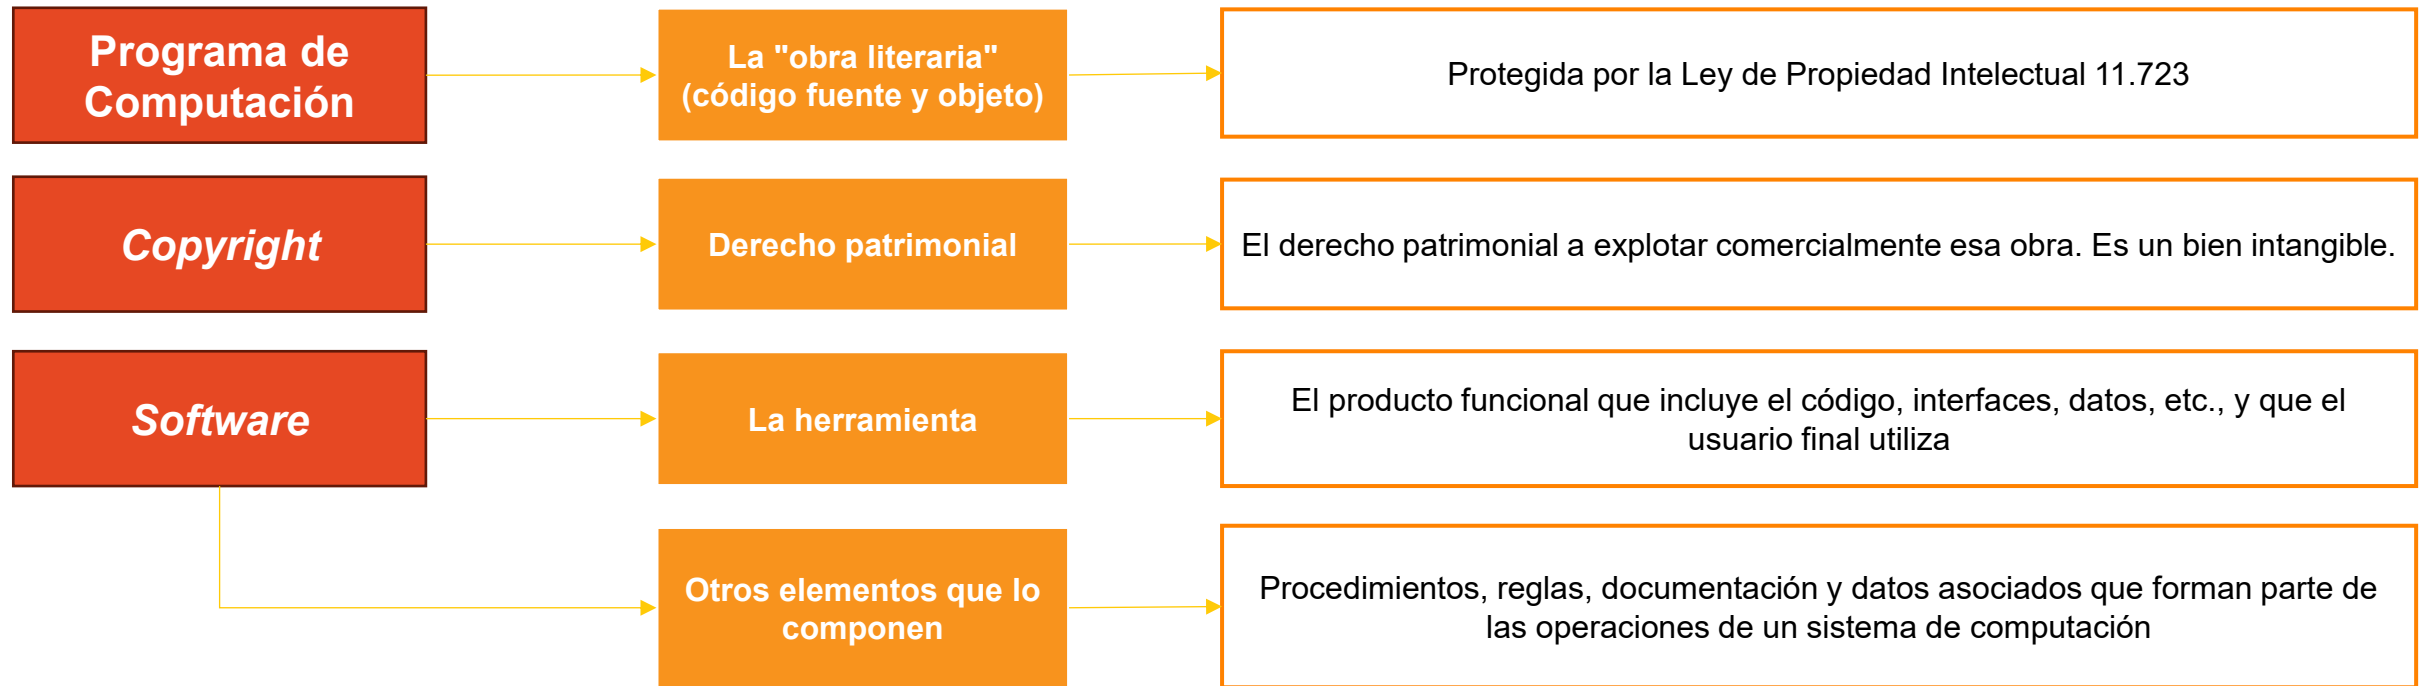 Programa de
Computación
La "obra literaria"
(código fuente y objeto)
Protegida por la Ley de Propiedad Intelectual 11.723
Copyright
Derecho patrimonial
El derecho patrimonial a explotar comercialmente esa obra. Es un bien intangible.
Software
La herramienta
El producto funcional que incluye el código, interfaces, datos, etc., y que el
usuario final utiliza
Otros elementos que lo
componen
Procedimientos, reglas, documentación y datos asociados que forman parte de
las operaciones de un sistema de computación